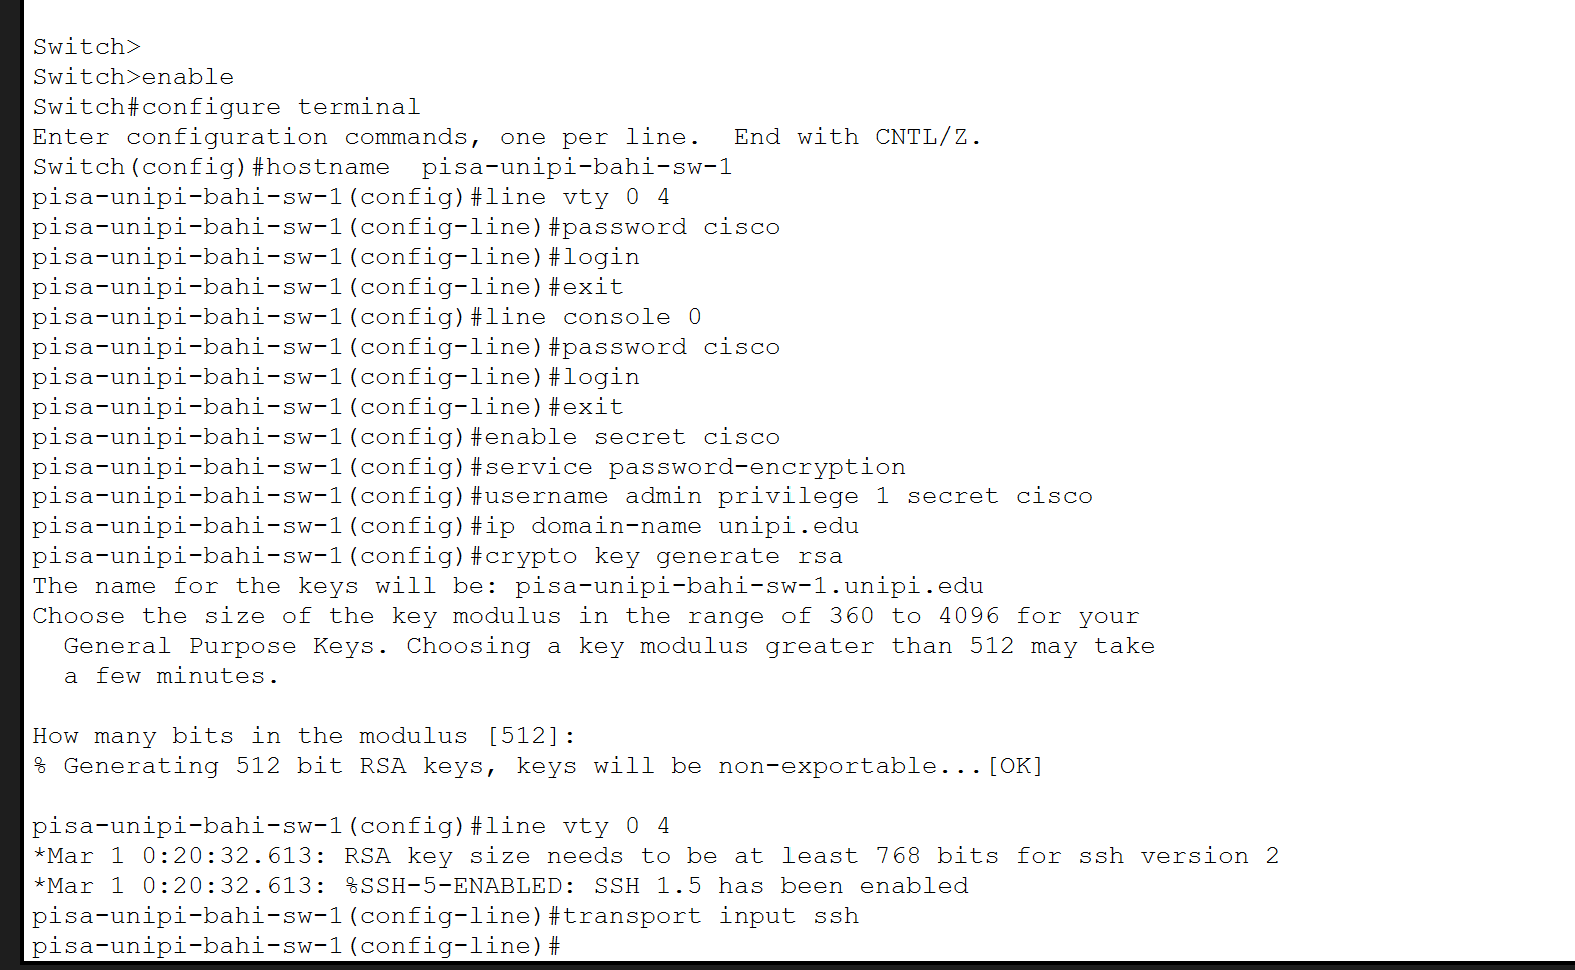 Switch>
Switch>enable
Switch#configure terminal
Enter configuration commands, one per line.  End with CNTL/Z.
Switch(config)#hostname  pisa-unipi-bahi-sw-1
pisa-unipi-bahi-sw-1(config)#line vty 0 4
pisa-unipi-bahi-sw-1(config-line)#password cisco
pisa-unipi-bahi-sw-1(config-line)#login
pisa-unipi-bahi-sw-1(config-line)#exit
pisa-unipi-bahi-sw-1(config)#line console 0
pisa-unipi-bahi-sw-1(config-line)#password cisco
pisa-unipi-bahi-sw-1(config-line)#login
pisa-unipi-bahi-sw-1(config-line)#exit
pisa-unipi-bahi-sw-1(config)#enable secret cisco
pisa-unipi-bahi-sw-1(config)#service password-encryption
pisa-unipi-bahi-sw-1(config)#username admin privilege 1 secret cisco
pisa-unipi-bahi-sw-1(config)#ip domain-name unipi.edu
pisa-unipi-bahi-sw-1(config)#crypto key generate rsa
The name for the keys will be: pisa-unipi-bahi-sw-1.unipi.edu
Choose the size of the key modulus in the range of 360 to 4096 for your
  General Purpose Keys. Choosing a key modulus greater than 512 may take
  a few minutes.

How many bits in the modulus [512]:
% Generating 512 bit RSA keys, keys will be non-exportable...[OK]

pisa-unipi-bahi-sw-1(config)#line vty 0 4
*Mar 1 0:20:32.613: RSA key size needs to be at least 768 bits for ssh version 2
*Mar 1 0:20:32.613: %SSH-5-ENABLED: SSH 1.5 has been enabled
pisa-unipi-bahi-sw-1(config-line)#transport input ssh
pisa-unipi-bahi-sw-1(config-line)#